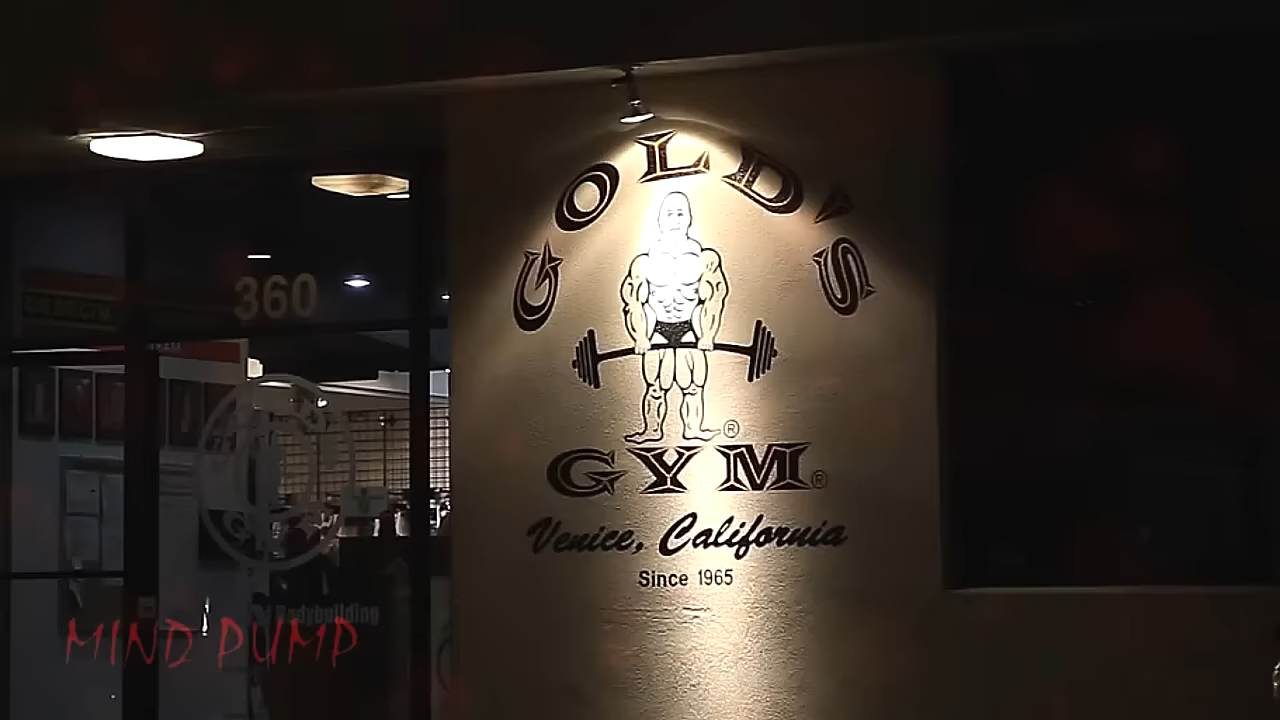 GOLD'S
360
GYM®
Venice, California
Since 1965
Bodybuilding
MIND PUMP